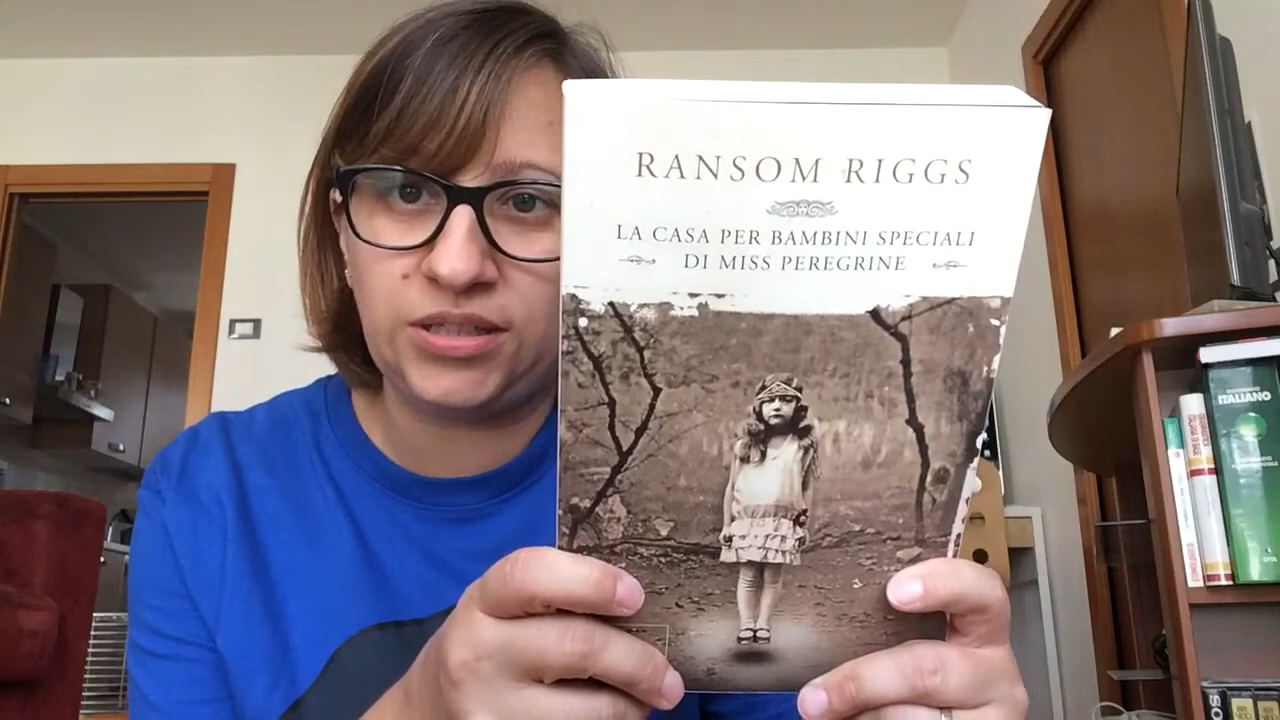 RANSOM RIGGS
LA CASA PER BAMBINI SPECIALI
DI MISS PEREGRINE
ITALIANO